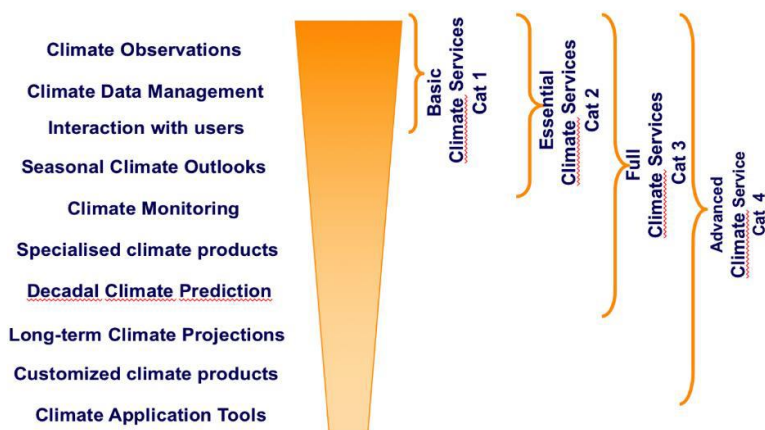 Climate Observations
Climate Data Management
Interaction with users
Seasonal Climate Outlooks
Climate Monitoring
Specialised climate products
Decadal Climate Prediction
Long-term Climate Projections
Customized climate products
Climate Application Tools
Basic
Climate Services
Cat 1
Essential
Climate Services
Cat 2
Full
Climate Services
Cat 3
Advanced
Climate Service
Cat 4